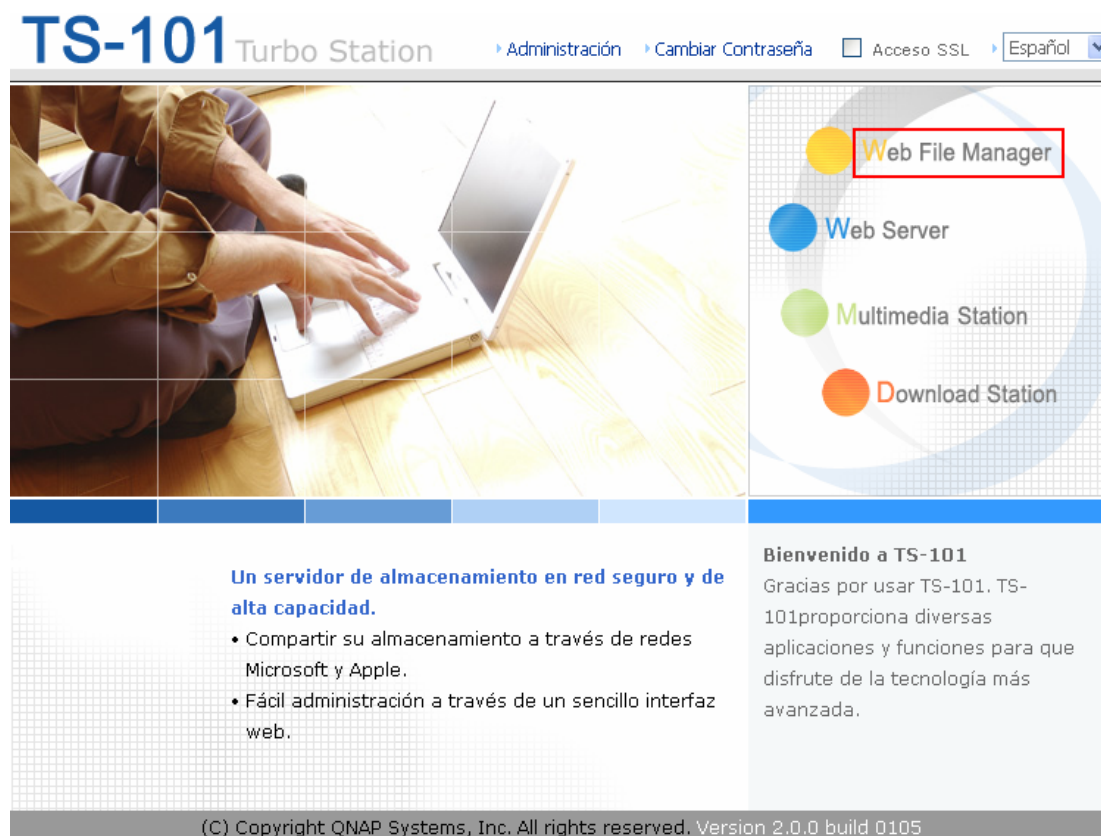 TS-101 Turbo Station
Administración Cambiar Contraseña Acceso SSL Español
Web File Manager
Web Server
Multimedia Station
Download Station
Un servidor de almacenamiento en red seguro y de
alta capacidad.
• Compartir su almacenamiento a través de redes
Microsoft y Apple.
• Fácil administración a través de un sencillo interfaz
web.
Bienvenido a TS-101
Gracias por usar TS-101. TS-
101proporciona diversas
aplicaciones y funciones para que
disfrute de la tecnología más
avanzada.
(C) Copyright QNAP Systems, Inc. All rights reserved. Version 2.0.0 build 0105